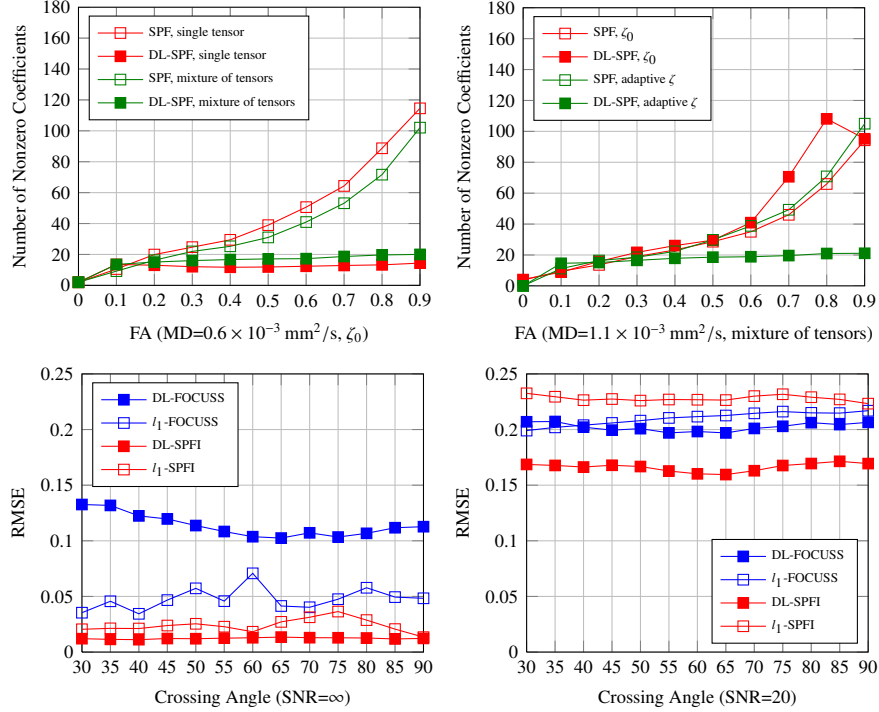 Number of Nonzero Coefficients
180
160
140
120
100
80
60
40
20
0
SPF, single tensor
DL-SPF, single tensor
SPF, mixture of tensors
DL-SPF, mixture of tensors
0 0.1 0.2 0.3 0.4 0.5 0.6 0.7 0.8 0.9
FA (MD=0.6 × 10⁻³ mm²/s, ζ₀)
Number of Nonzero Coefficients
180
160
140
120
100
80
60
40
20
0
SPF, ζ₀
DL-SPF, ζ₀
SPF, adaptive ζ
DL-SPF, adaptive ζ
0 0.1 0.2 0.3 0.4 0.5 0.6 0.7 0.8 0.9
FA (MD=1.1 × 10⁻³ mm²/s, mixture of tensors)
RMSE
0.25
0.2
0.15
0.1
0.05
0
DL-FOCUSS
l₁-FOCUSS
DL-SPFI
l₁-SPFI
30 35 40 45 50 55 60 65 70 75 80 85 90
Crossing Angle (SNR=∞)
RMSE
0.25
0.2
0.15
0.1
0.05
0
DL-FOCUSS
l₁-FOCUSS
DL-SPFI
l₁-SPFI
30 35 40 45 50 55 60 65 70 75 80 85 90
Crossing Angle (SNR=20)